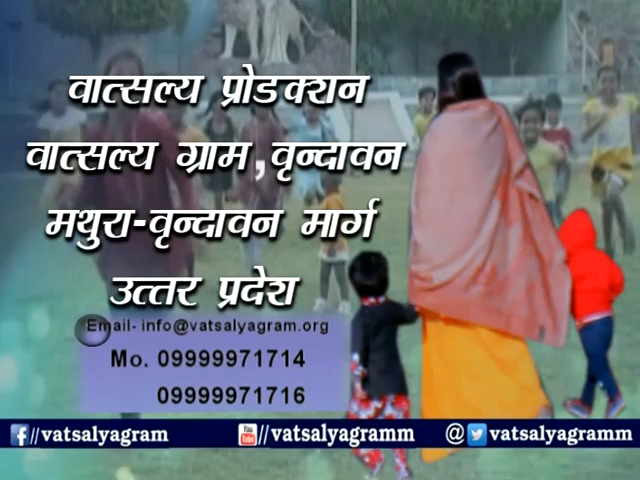 वात्सल्य प्रोडक्शन
वात्सल्य ग्राम ,वृन्दावन
मथुरा-वृन्दावन मार्ग
उत्तर प्रदेश
Email- info@vatsalyagram.org
Mo. 09999971714
09999971716
f//vatsalyagram You Tube//vatsalyagramm @vatsalyagramm